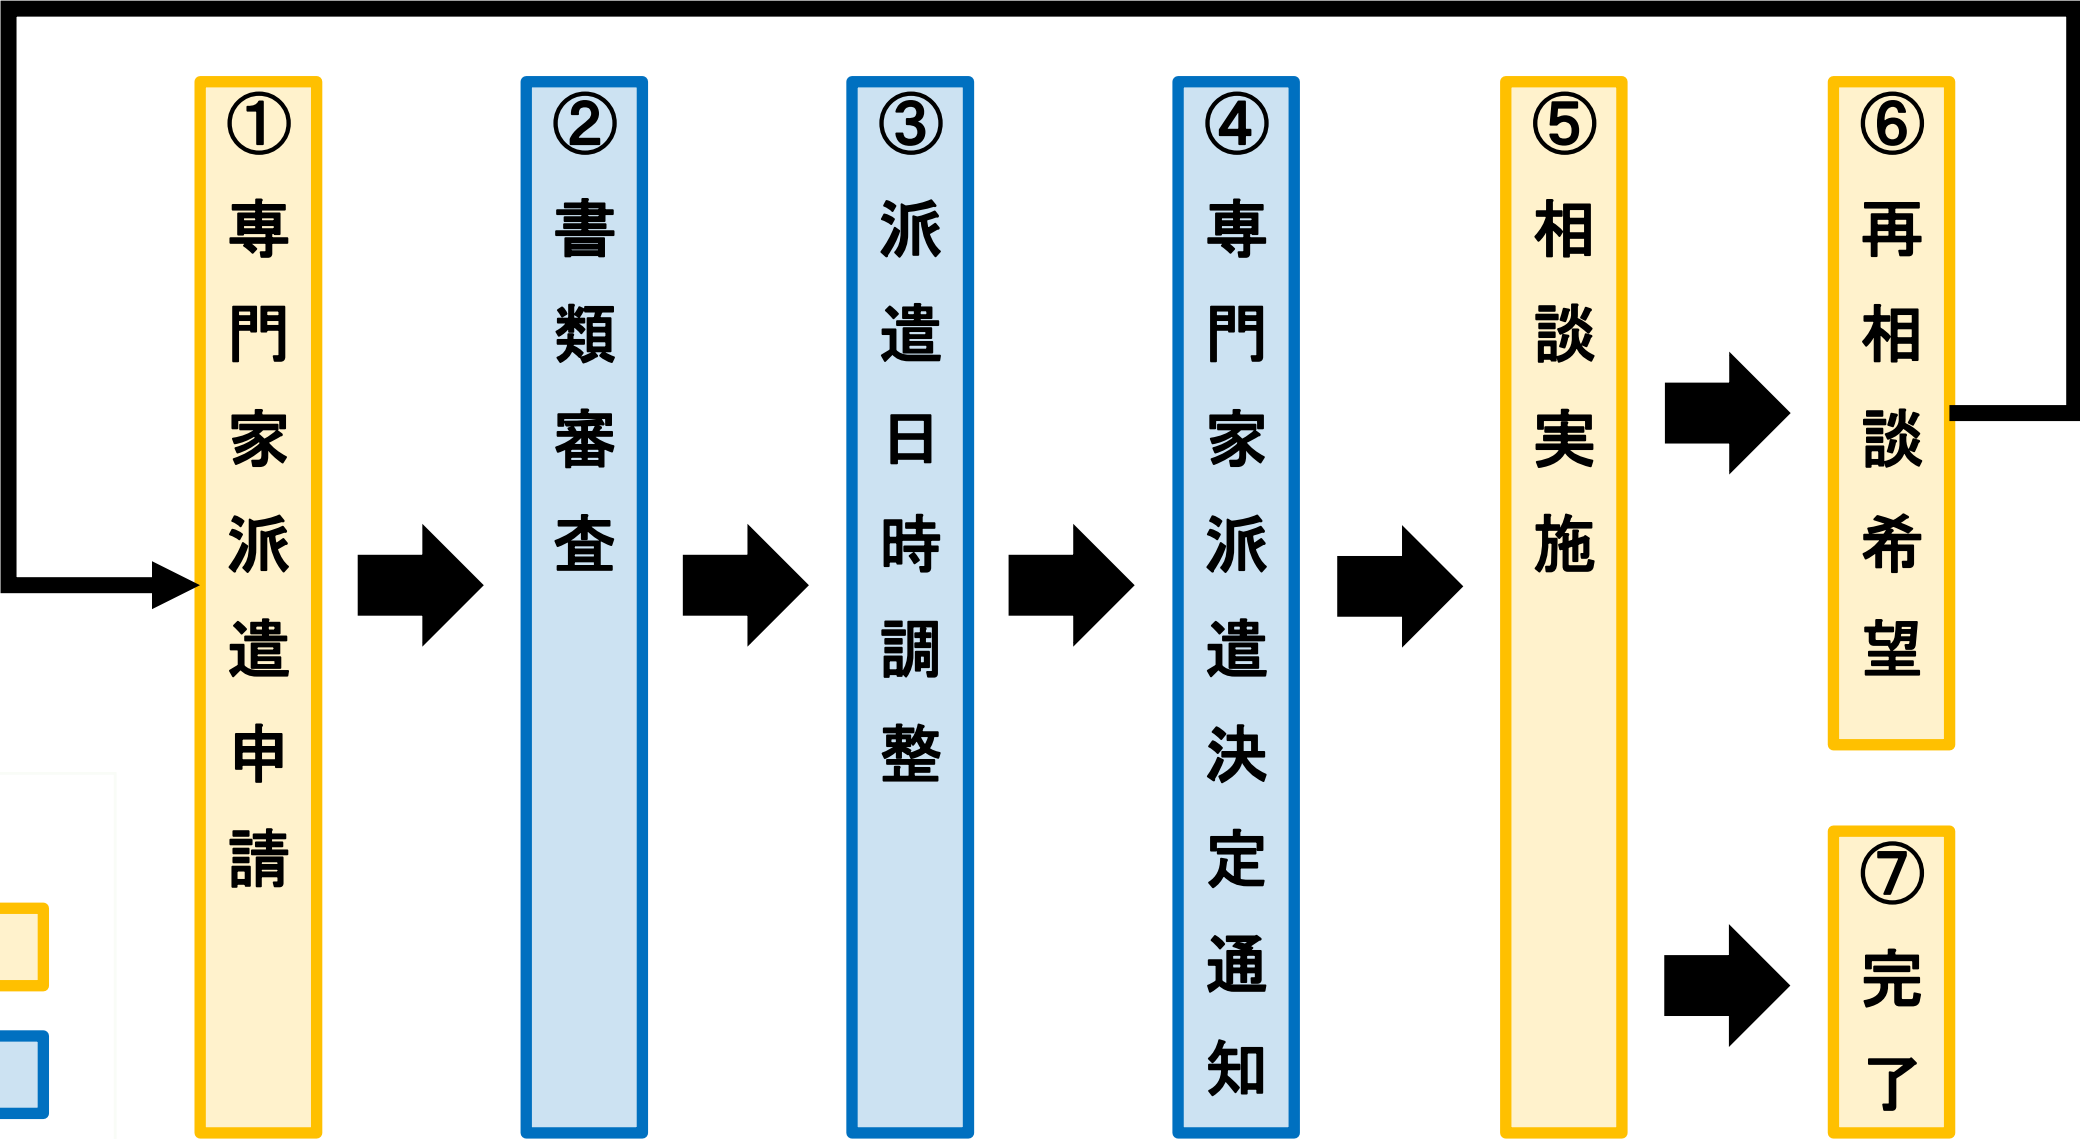 ①専門家派遣申請
②書類審査
③派遣日時調整
④専門家派遣決定通知
⑤相談実施
⑥再相談希望
⑦完了